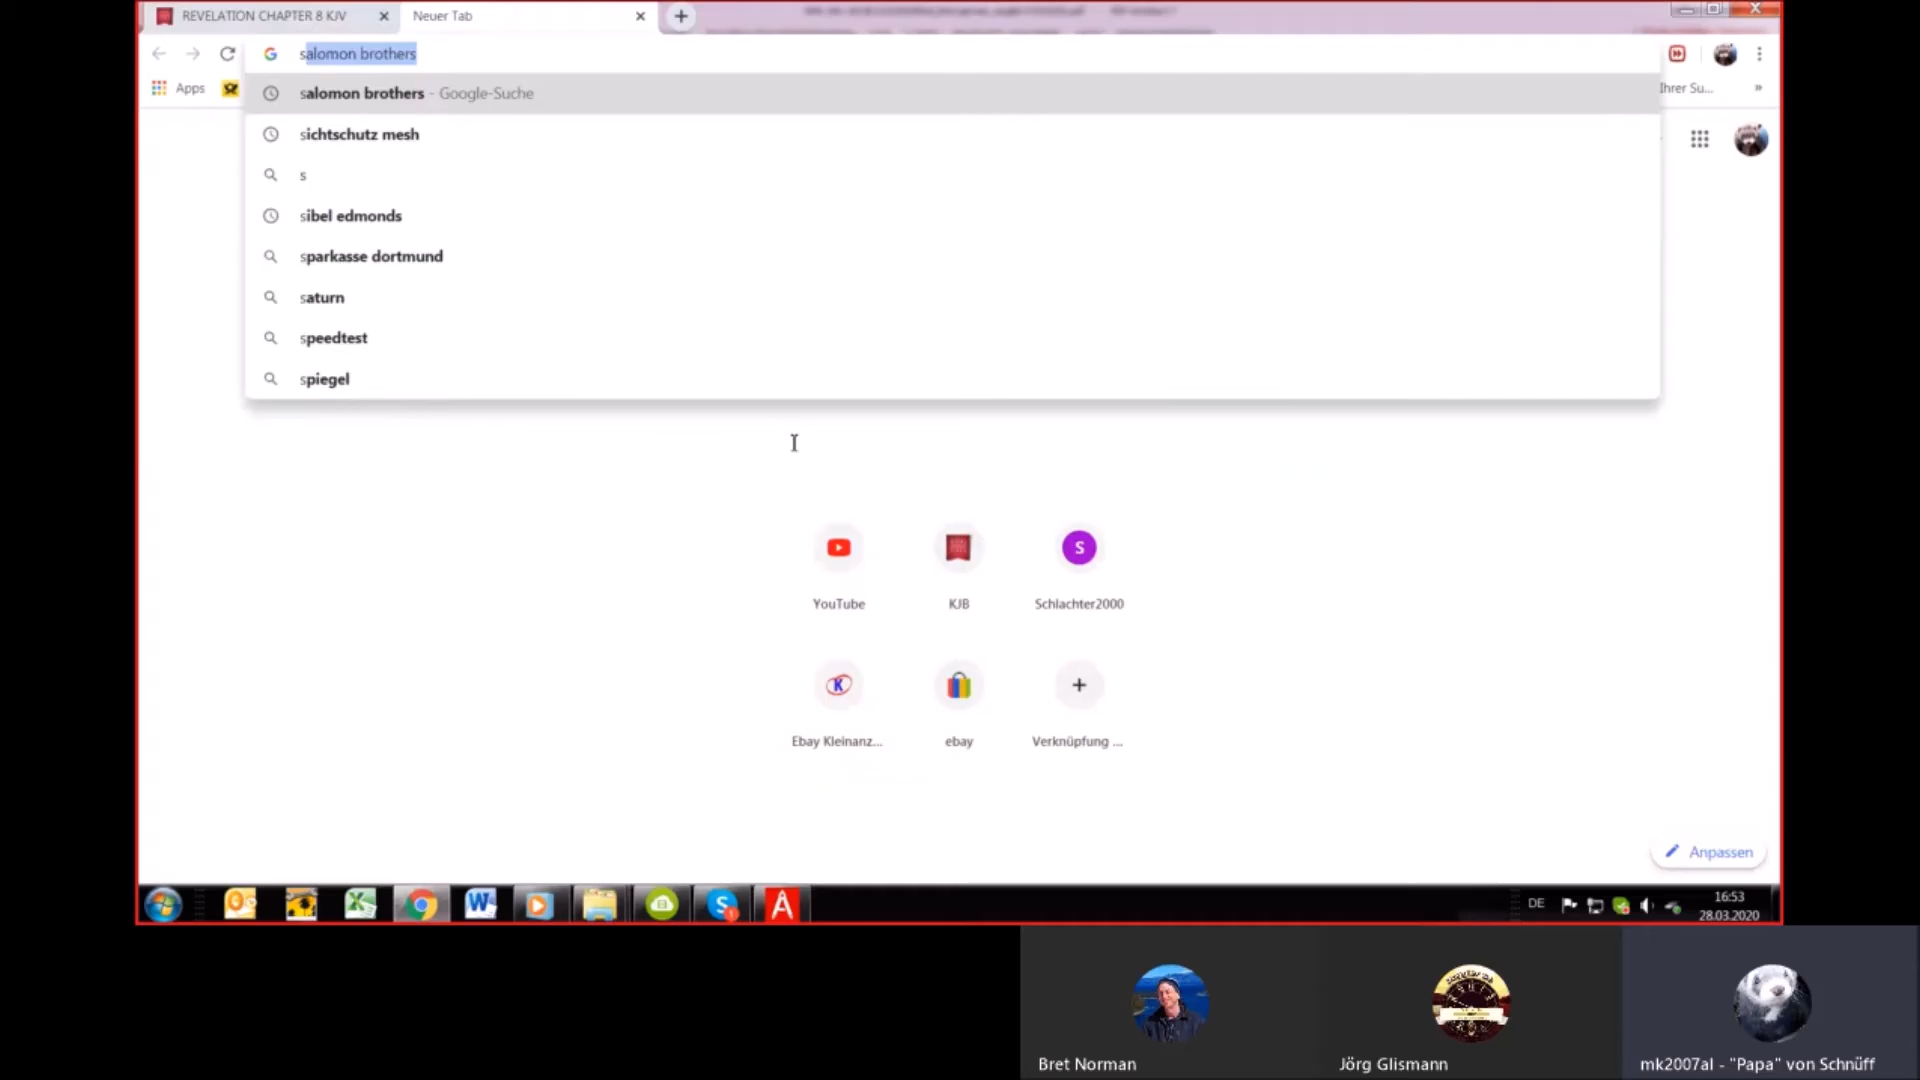 REVELATION CHAPTER 8 KJV
Neuer Tab
salomon brothers
Apps
Ihrer Su...
salomon brothers - Google-Suche
sichtschutz mesh
s
sibel edmonds
sparkasse dortmund
saturn
speedtest
spiegel
S
YouTube
KJB
Schlachter2000
K
Ebay Kleinanz...
ebay
Verknüpfung ...
Anpassen
DE
16:53
28.03.2020
Bret Norman
Jörg Glismann
mk2007al - "Papa" von Schnüff